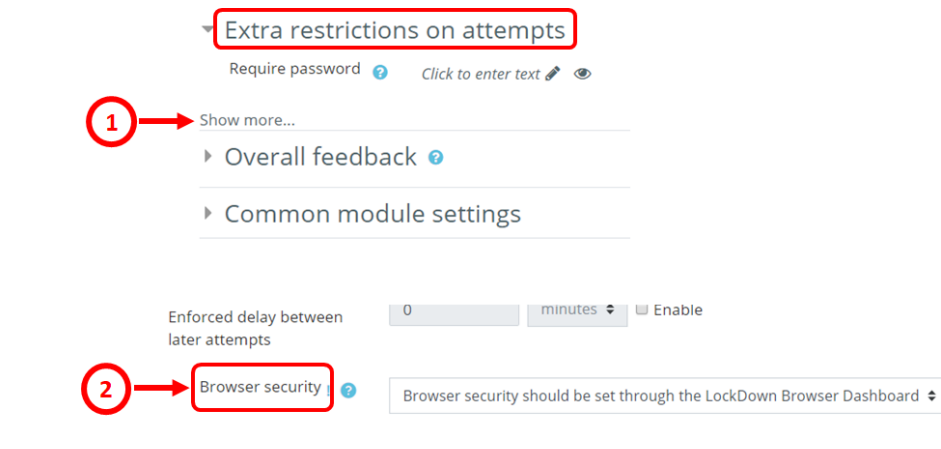 Extra restrictions on attempts
Require password ? Click to enter text
1 Show more...
Overall feedback ?
Common module settings
Enforced delay between 0 minutes Enable
later attempts
2 Browser security ? Browser security should be set through the LockDown Browser Dashboard